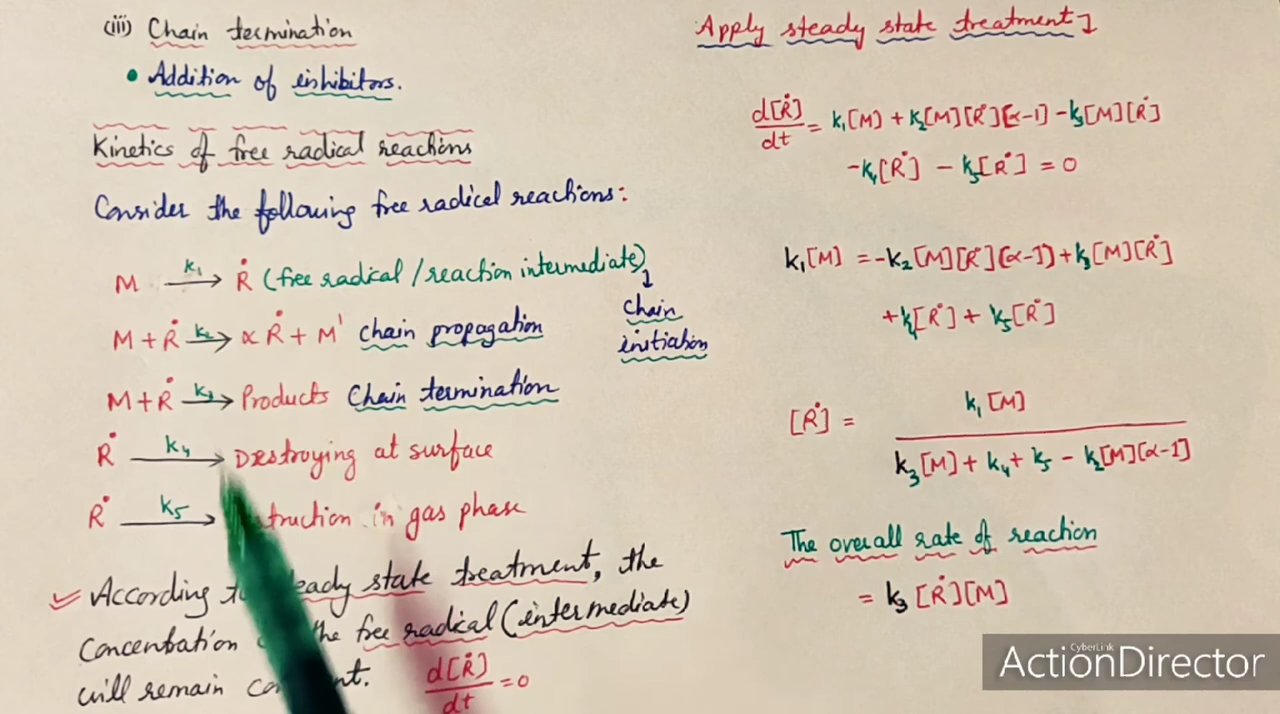 (iii) Chain termination
• Addition of inhibitors.
Kinetics of free radical reactions
Consider the following free radical reactions:
M —k₁→ Ṙ (free radical/reaction intermediate)
↓
Chain
initiation
M + Ṙ —k₂→ ∝ Ṙ + M' Chain propagation
M + Ṙ —k₃→ Products Chain termination
R˙ —k₄→ Destroying at surface
R˙ —k₅→ in gas phase
✓ According steady state treatment, the
concentration the free radical (intermediate)
will remain
d[Ṙ]/dt = 0
Apply steady state treatment
d[Ṙ]/dt = k₁[M] + k₂[M][R˙][α-1] - k₃[M][R˙]
-k₄[R˙] - k₅[R˙] = 0
k₁[M] = -k₂[M][R˙](α-1) + k₃[M][R˙]
+k₄[R˙] + k₅[R˙]
[R˙] = k₁[M] / k₃[M] + k₄ + k₅ - k₂[M][α-1]
The overall rate of reaction
= k₃[Ṙ][M]
CyberLink
ActionDirector